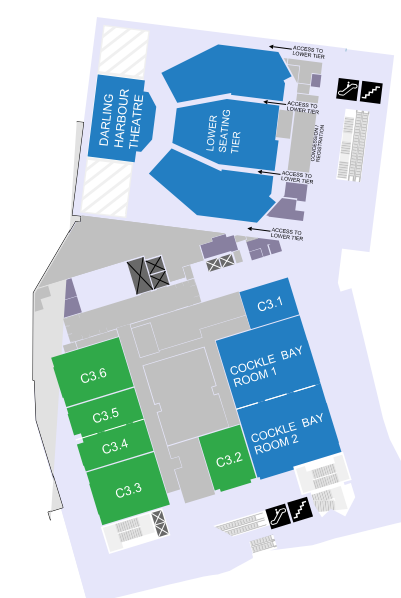 ACCESS TO
LOWER TIER
DARLING
HARBOUR
THEATRE
LOWER
SEATING
TIER
ACCESS TO
LOWER TIER
CONCESSION /
REGISTRATION
ACCESS TO
LOWER TIER
ACCESS TO
LOWER TIER
C3.1
COCKLE BAY
ROOM 1
C3.6
C3.5
C3.4
C3.3
C3.2
COCKLE BAY
ROOM 2